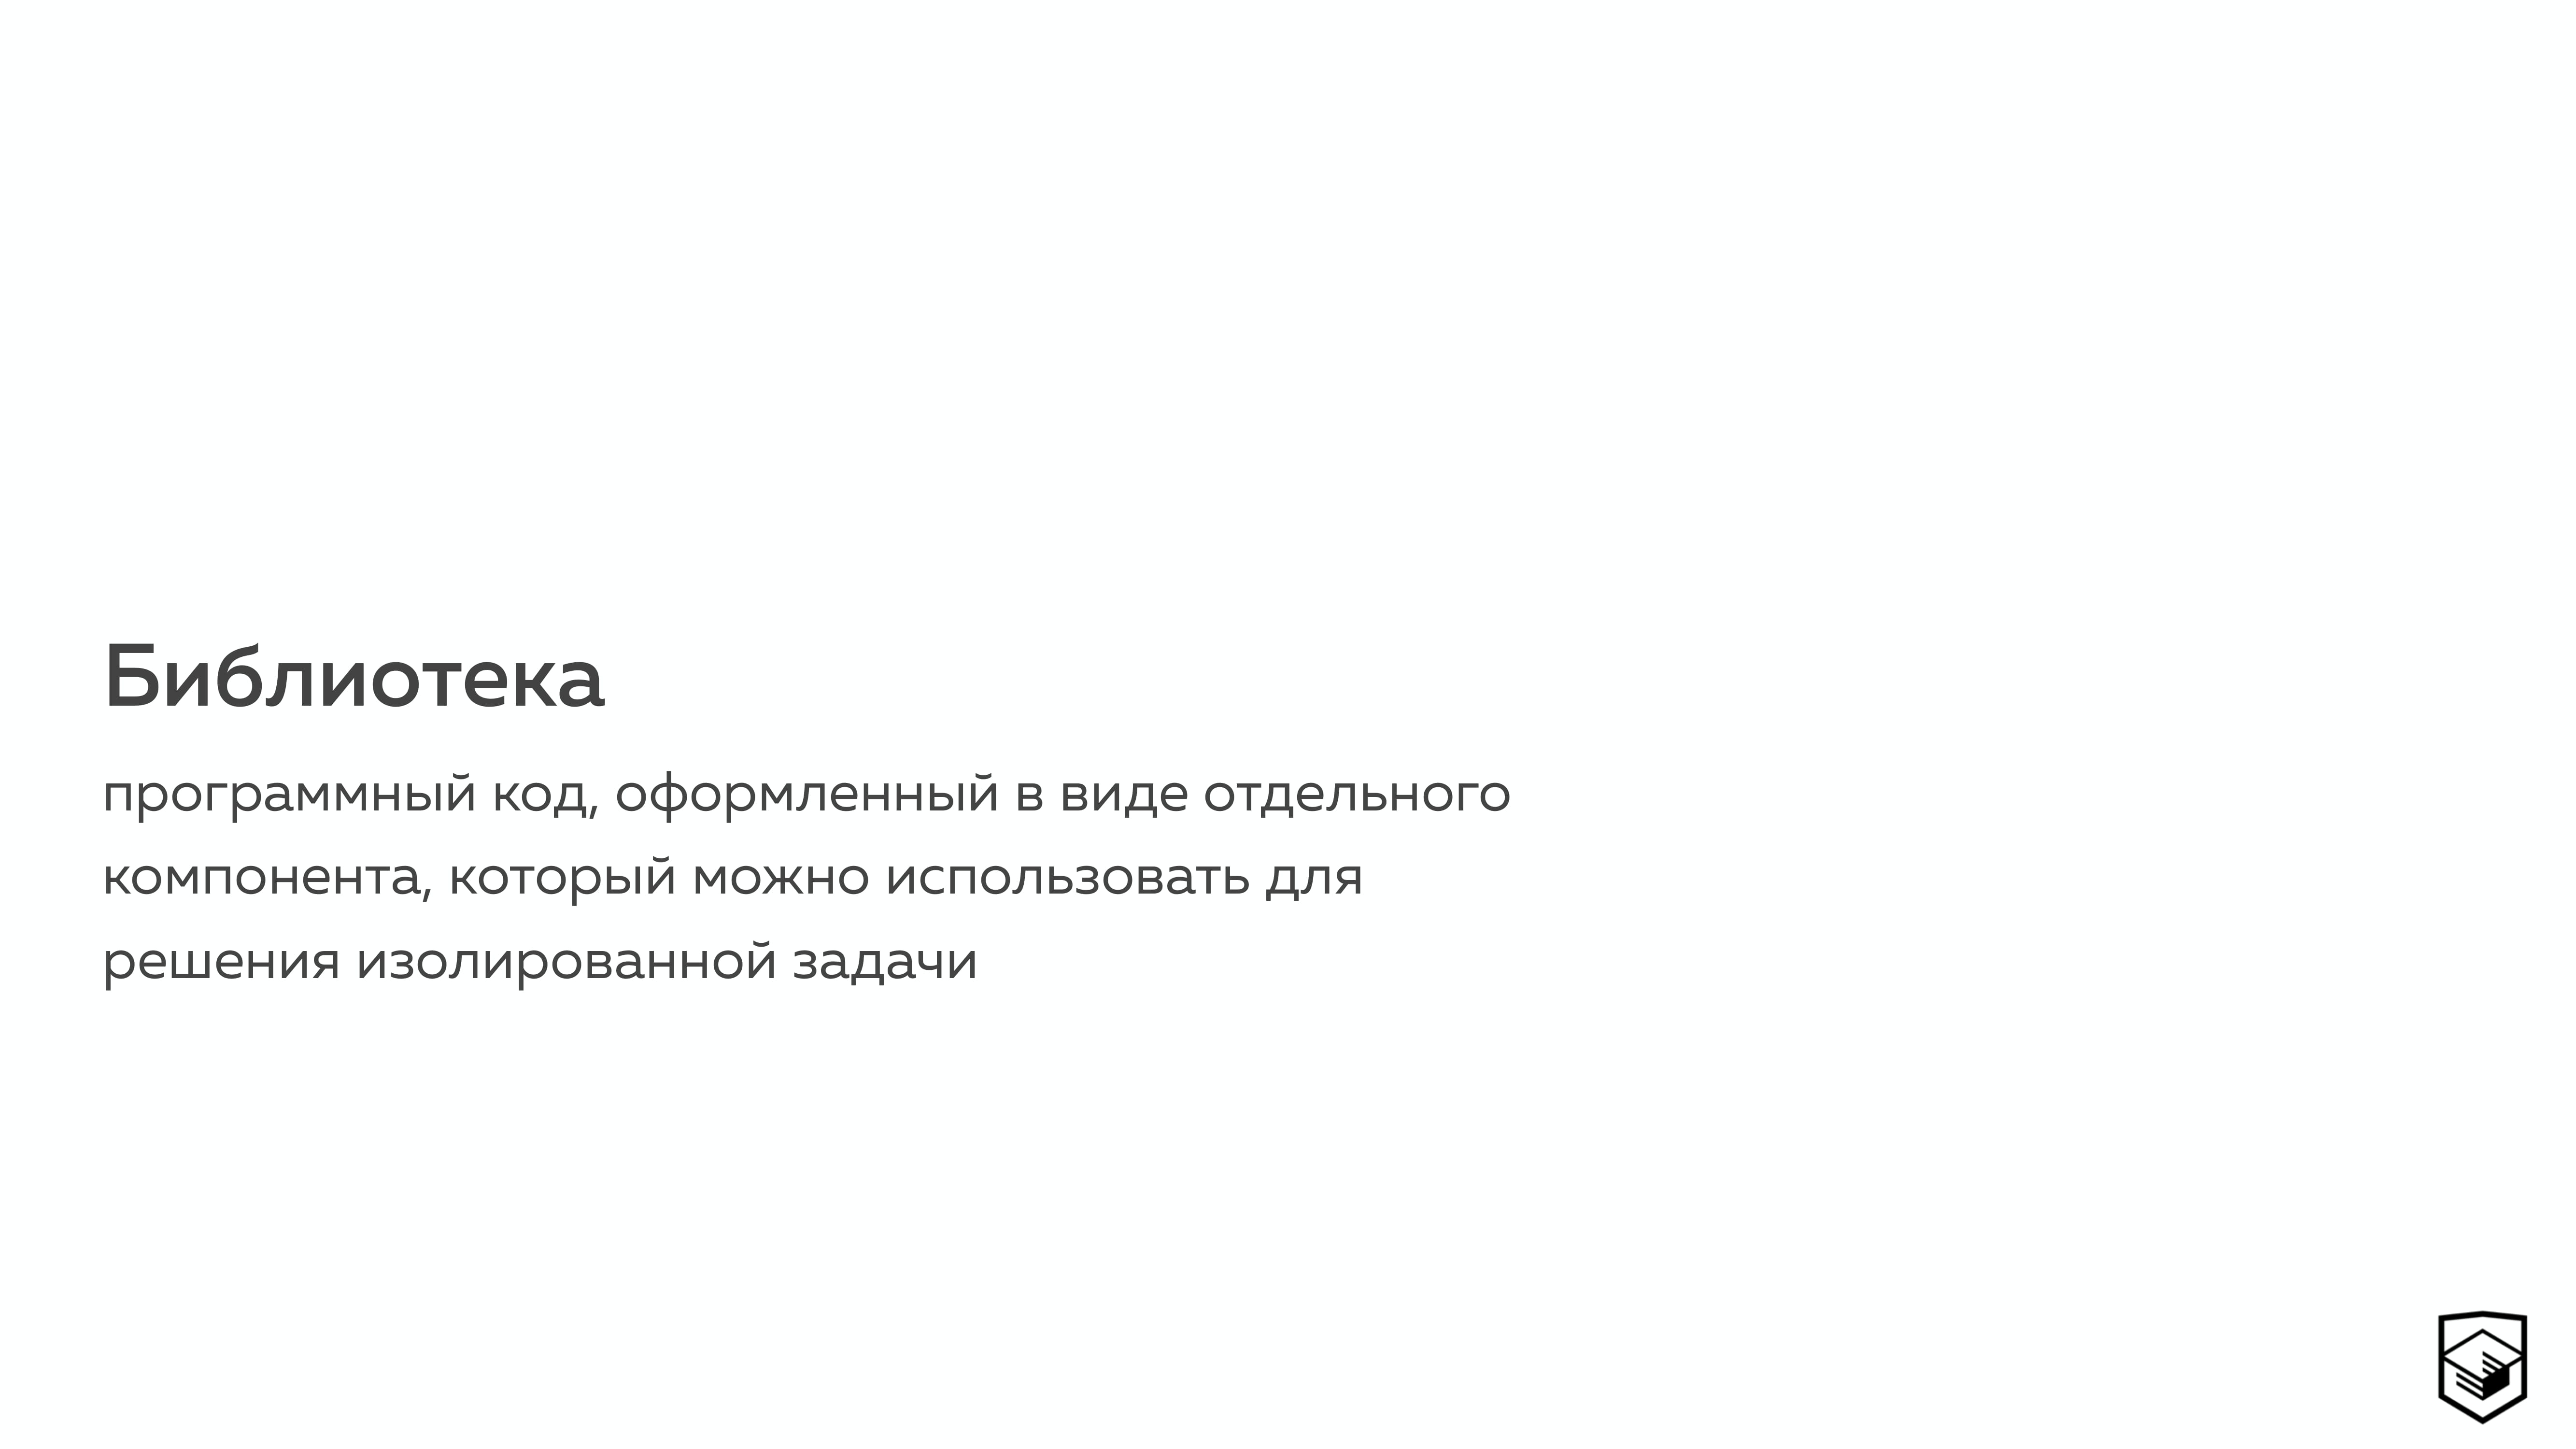 Библиотека
программный код, оформленный в виде отдельного
компонента, который можно использовать для
решения изолированной задачи